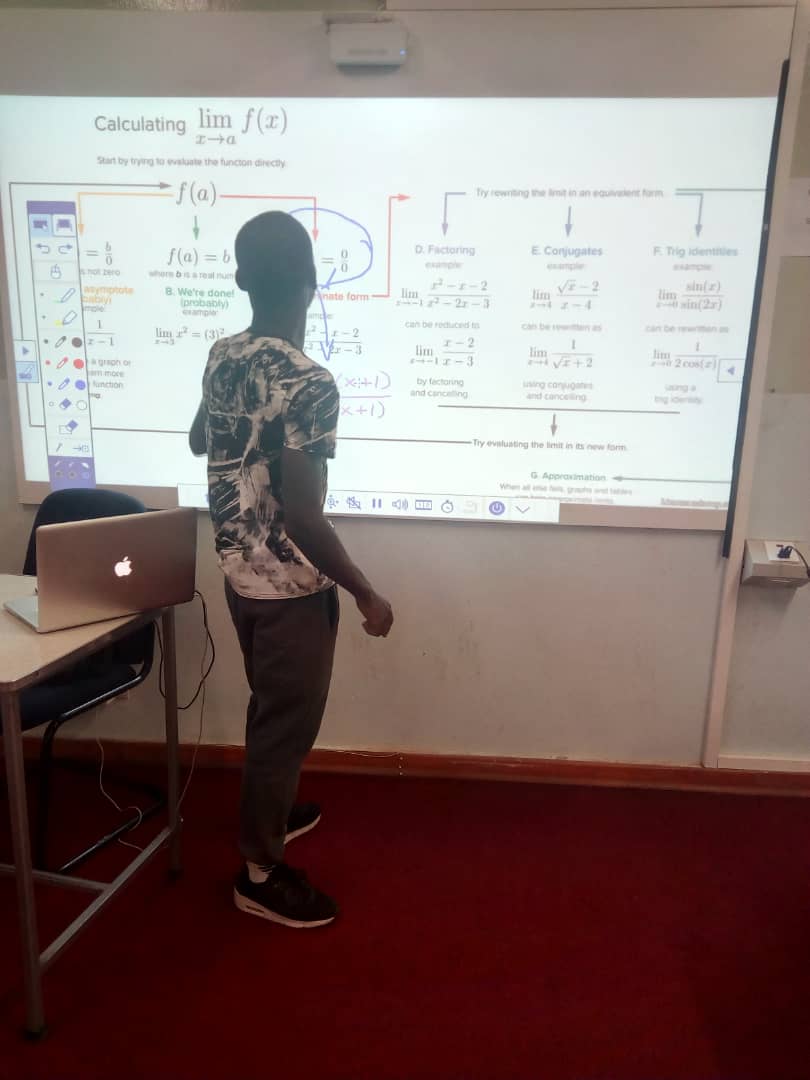 Calculating lim f(x)
x→a
Start by trying to evaluate the functon directly.
f(a)
Try rewriting the limit in an equivalent form.
= b/0
is not zero
asymptote
bably)
mple:
1
x − 1
a graph or
function
f(a) = b
where b is a real num
B. We're done!
(probably)
example:
lim x² = (3)²
x→3
= 0/0
nate form
x − 2
2x − 3
(x+1)
x+1)
D. Factoring
example:
lim x² − x − 2
x→−1 x² − 2x − 3
can be reduced to
lim x − 2
x→−1 x − 3
by factoring
and cancelling.
E. Conjugates
example:
lim √x − 2
x→4 x − 4
can be rewritten as
lim 1
x→4 √x + 2
using conjugates
and cancelling.
F. Trig identities
example:
lim sin(x)
x→0 sin(2x)
can be rewritten as
lim 1
x→0 2 cos(x)
using a
trig identity.
Try evaluating the limit in its new form.
G. Approximation
When all else fails, graphs and tables